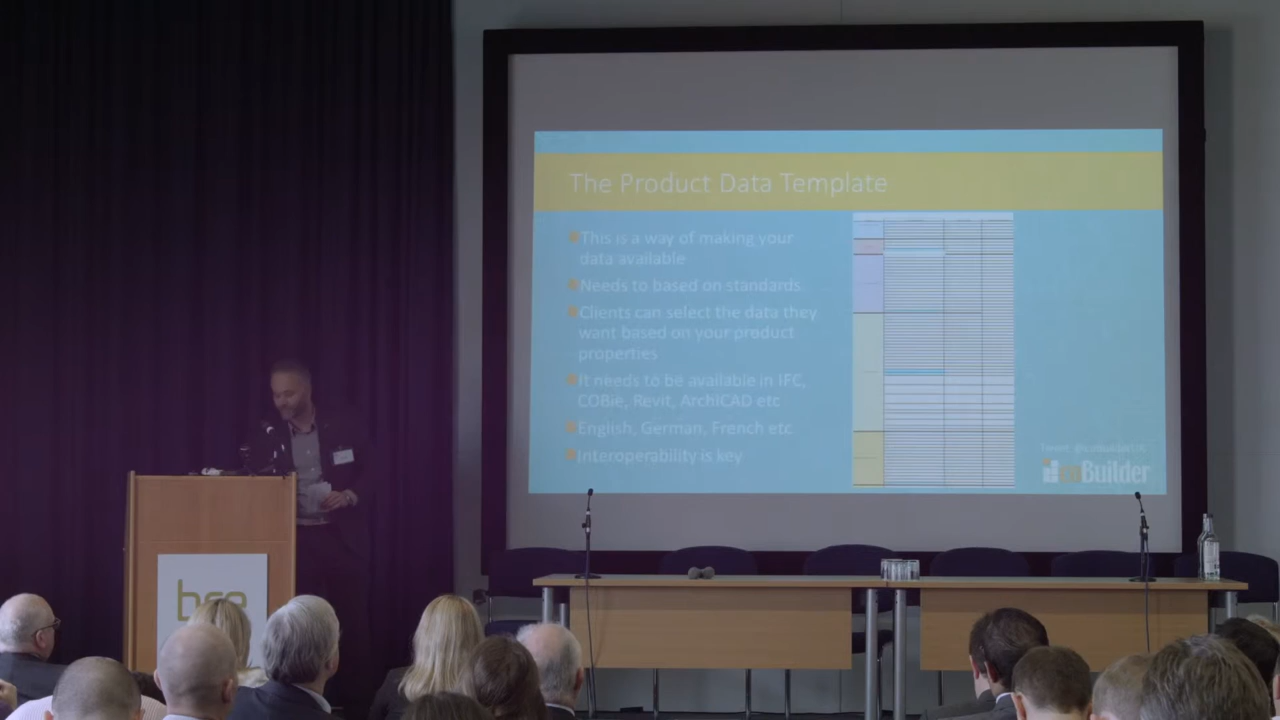 The Product Data Template
This is a way of making your
data available
Needs to based on standards
Clients can select the data they
want based on your product
properties
It needs to be available in IFC,
COBie, Revit, ArchiCAD etc
English, German, French etc
Interoperability is key
coBuilder
bre